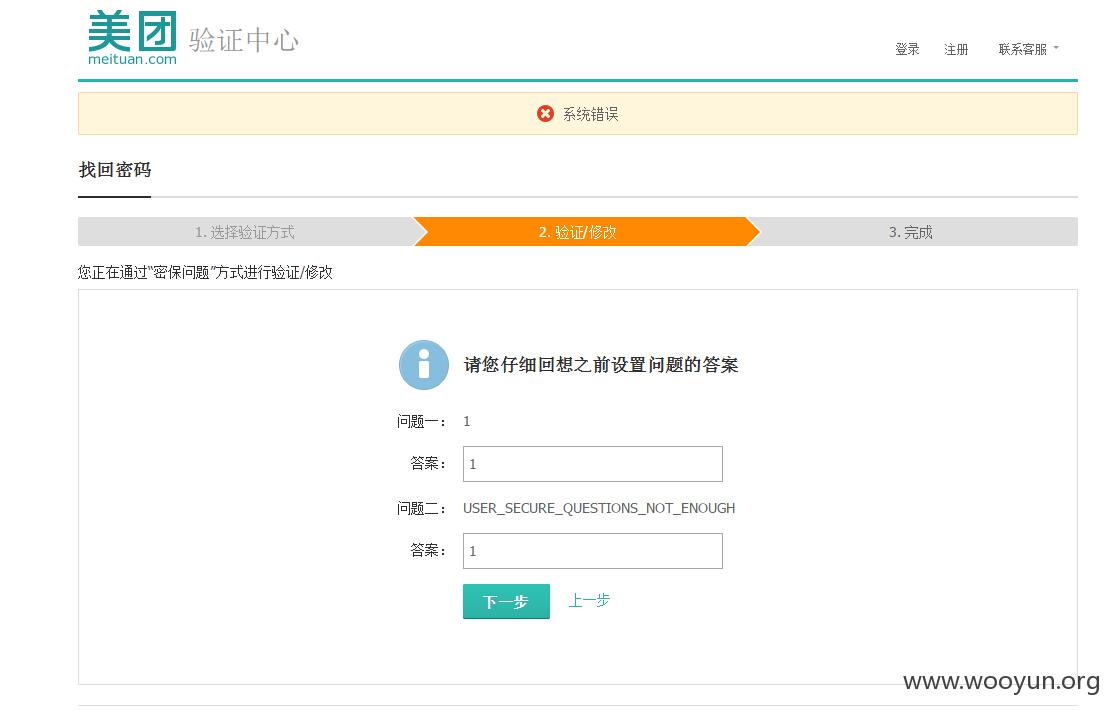 美团 验证中心
meituan.com
登录 注册 联系客服
系统错误
找回密码
1. 选择验证方式 2. 验证/修改 3. 完成
您正在通过“密保问题”方式进行验证/修改
请您仔细回想之前设置问题的答案
问题一： 1
答案： 1
问题二： USER_SECURE_QUESTIONS_NOT_ENOUGH
答案： 1
下一步 上一步
www.wooyun.org